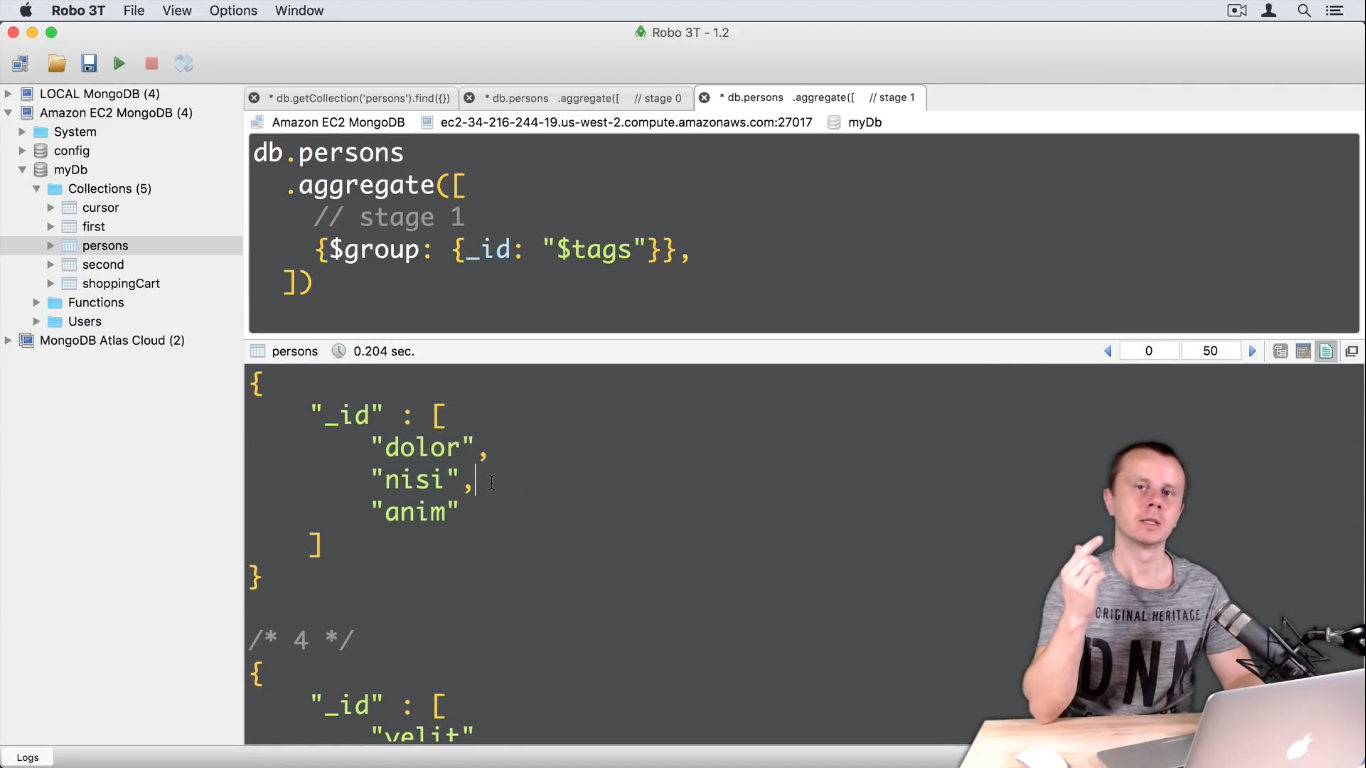 Robo 3T File View Options Window
Robo 3T - 1.2
LOCAL MongoDB (4)
Amazon EC2 MongoDB (4)
System
config
myDb
Collections (5)
cursor
first
persons
second
shoppingCart
Functions
Users
MongoDB Atlas Cloud (2)
* db.getCollection('persons').find({}) * db.persons .aggregate([ // stage 0 * db.persons .aggregate([ // stage 1
Amazon EC2 MongoDB ec2-34-216-244-19.us-west-2.compute.amazonaws.com:27017 myDb
db.persons
.aggregate([
// stage 1
{$group: {_id: "$tags"}},
])
persons 0.204 sec. 0 50
{
"_id" : [
"dolor",
"nisi",
"anim"
]
}
/* 4 */
{
"_id" : [
"velit"
ORIGINAL HERITAGE
DNM
Logs